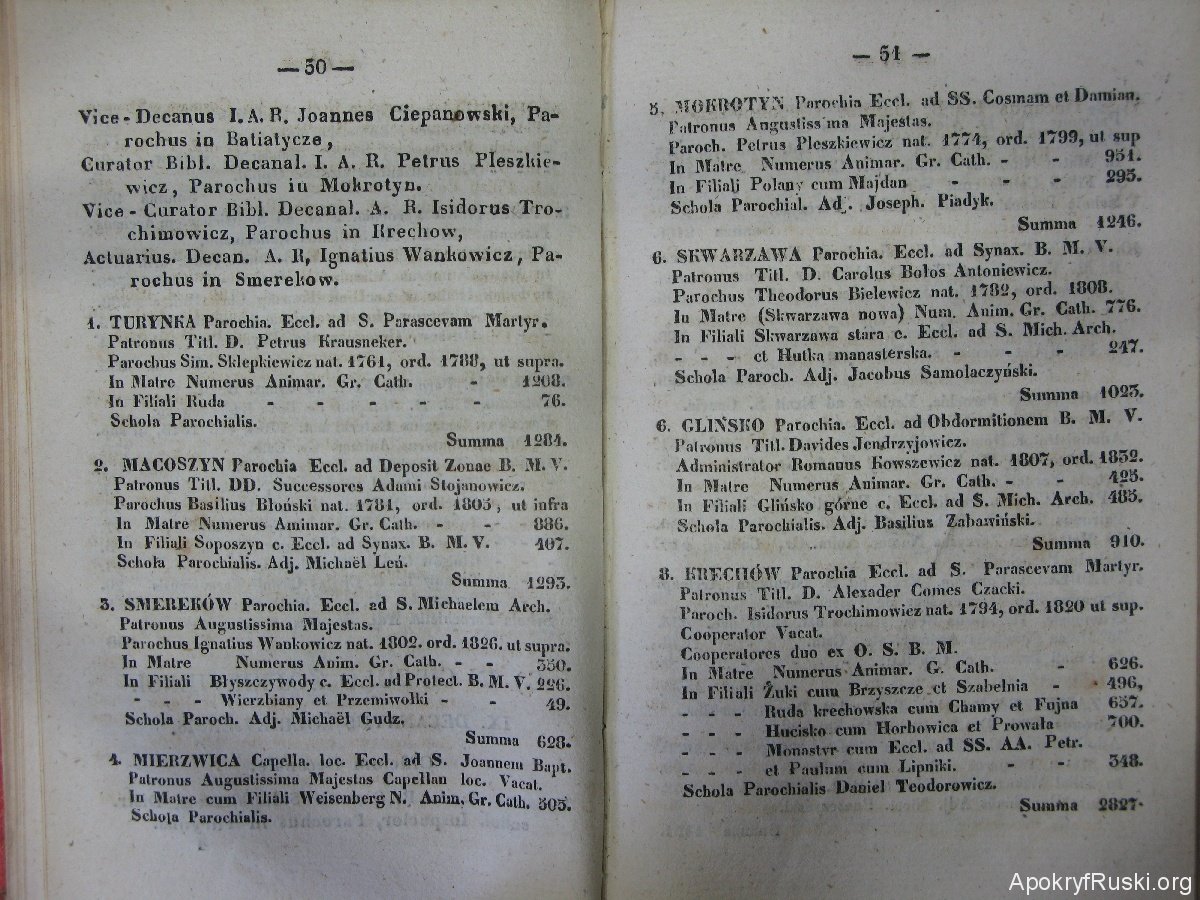 — 50 —
Vice - Decanus I. A. R. Joannes Ciepanowski, Pa-
rochus in Batiatycze,
Curator Bibl. Decanal. I. A. R. Petrus Pleszkie-
wicz, Parochus in Mokrotyn.
Vice - Curator Bibl. Decanal. A. R. Isidorus Tro-
chimowicz, Parochus in Krechow,
Actuarius. Decan. A. R, Ignatius Wankowicz, Pa-
rochus in Smerekow.
1. TURYNKA Parochia. Eccl. ad S. Parascevam Martyr.
Patronus Titl. D. Petrus Krausneker.
Parochus Sim. Sklepkiewicz nat. 1761, ord. 1788, ut supra.
In Matre Numerus Animar. Gr. Cath. - 1208.
In Filiali Ruda - - - - - 76.
Schola Parochialis.
Summa 1284.
2. MACOSZYN Parochia Eccl. ad Deposit Zonae B. M. V.
Patronus Titl. DD. Successores Adami Stojanowicz.
Parochus Basilius Błoński nat. 1781, ord. 1805, ut infra
In Matre Numerus Amimar. Gr. Cath. - - 886.
In Filiali Soposzyn c. Eccl. ad Synax. B. M. V. - 407.
Schola Parochialis. Adj. Michaël Leń.
Summa 1293.
3. SMEREKÓW Parochia. Eccl. ad S. Michaelem Arch.
Patronus Augustissima Majestas.
Parochus Ignatius Wankowicz nat. 1802. ord. 1826. ut supra.
In Matre Numerus Anim. Gr. Cath. - - 350.
In Filiali Błyszczywody c. Eccl. ad Protect. B. M. V. 226.
- - - Wierzbiany et Przemiwołki - - 49.
Schola Paroch. Adj. Michaël Gudz.
Summa 628.
4. MIERZWICA Capella. loc. Eccl. ad S. Joannem Bapt.
Patronus Augustissima Majestas Capellan loc. Vacat.
In Matre cum Filiali Weisenberg N. Anim. Gr. Cath. 505.
Schola Parochialis.
— 51 —
5. MOKROTYN Parochia Eccl. ad SS. Cosmam et Damian.
Patronus Augustissima Majestas.
Paroch. Petrus Pleszkiewicz nat. 1774, ord. 1799, ut sup
In Matre Numerus Animar. Gr. Cath. - - 951.
In Filiali Polany cum Majdan - - - 295.
Schola Parochial. Adj. Joseph. Piadyk.
Summa 1246.
6. SKWARZAWA Parochia. Eccl. ad Synax. B. M. V.
Patronus Titl. D. Carolus Bołos Antoniewicz.
Parochus Theodorus Bielewicz nat. 1782, ord. 1808.
In Matre (Skwarzawa nowa) Num. Anim. Gr. Cath. 776.
In Filiali Skwarzawa stara c. Eccl. ad S. Mich. Arch.
- - - et Hutka manasterska. - - - 247.
Schola Paroch. Adj. Jacobus Samolaczyński.
Summa 1023.
6. GLIŃSKO Parochia. Eccl. ad Obdormitionem B. M. V.
Patronus Titl. Davides Jendrzyjowicz.
Administrator Romanus Kowszewicz nat. 1807, ord. 1832.
In Matre Numerus Animar. Gr. Cath. - - 425.
In Filiali Glińsko górne c. Eccl. ad S. Mich. Arch. 485.
Schola Parochialis. Adj. Basilius Zabawiński.
Summa 910.
8. KRECHÓW Parochia Eccl. ad S. Parascevam Martyr.
Patronus Titl. D. Alexader Comes Czacki.
Paroch. Isidorus Trochimowicz nat. 1794, ord. 1820 ut sup.
Cooperator Vacat.
Cooperatores duo ex O. S. B. M.
In Matre Numerus Animar. G. Cath. - 626.
In Filiali Żuki cum Brzyszcze et Szabelnia - 496,
- - - Ruda krechowska cum Chamy et Fujna 657.
- - - Hucisko cum Horbowica et Prowała 700.
- - - Monastyr cum Eccl. ad SS. AA. Petr.
- - - et Paulum cum Lipniki. - - 348.
Schola Parochialis Daniel Teodorowicz.
Summa 2827.
ApokryfRuski.org